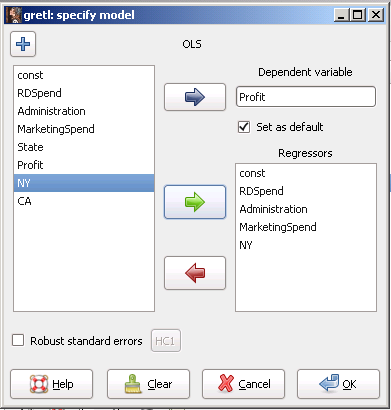 gretl: specify model
OLS
const
RDSpend
Administration
MarketingSpend
State
Profit
NY
CA
Dependent variable
Profit
Set as default
Regressors
const
RDSpend
Administration
MarketingSpend
NY
Robust standard errors
HC1
Help
Clear
Cancel
OK